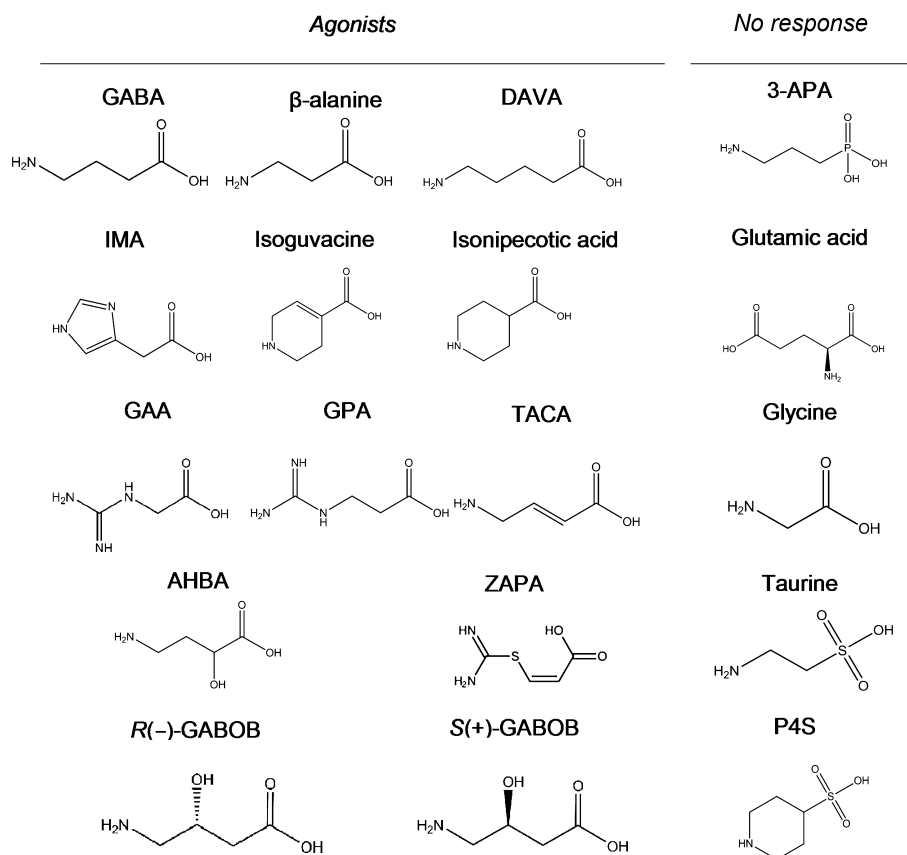 Agonists
No response
GABA
β-alanine
DAVA
3-APA
H₂N
O
OH
H₂N
O
OH
H₂N
O
OH
H₂N
O
P
OH
OH
IMA
Isoguvacine
Isonipecotic acid
Glutamic acid
HN
N
O
OH
HN
O
OH
HN
O
OH
O
HO
O
OH
NH₂
GAA
GPA
TACA
Glycine
H₂N
NH
H
N
O
OH
NH
H₂N
N
H
O
OH
H₂N
O
OH
H₂N
O
OH
AHBA
ZAPA
Taurine
H₂N
O
OH
OH
HN
H₂N
S
HO
O
H₂N
O
S
OH
O
R(−)-GABOB
S(+)-GABOB
P4S
H₂N
OH
O
OH
H₂N
OH
O
OH
HN
O
S
OH
O